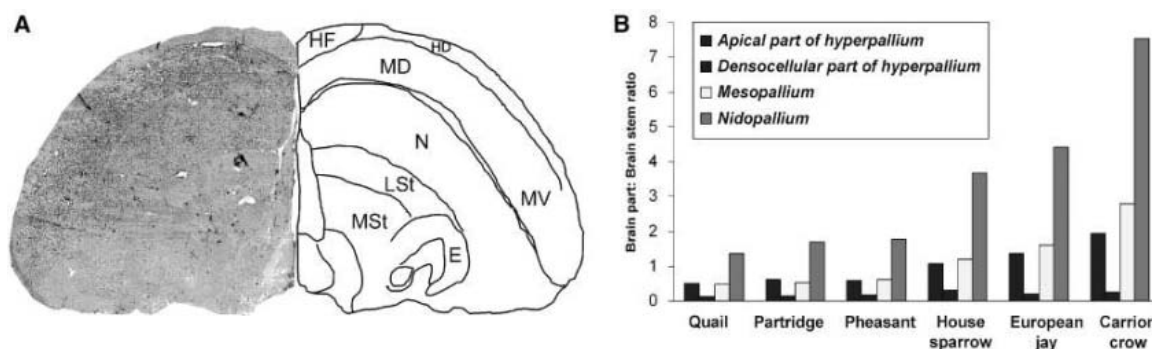 A
HF
HD
MD
N
LSt
MV
MSt
E
B
Brain part: Brain stem ratio
8
7
6
5
4
3
2
1
0
Apical part of hyperpallium
Densocellular part of hyperpallium
Mesopallium
Nidopallium
Quail
Partridge
Pheasant
House
sparrow
European
jay
Carrion
crow